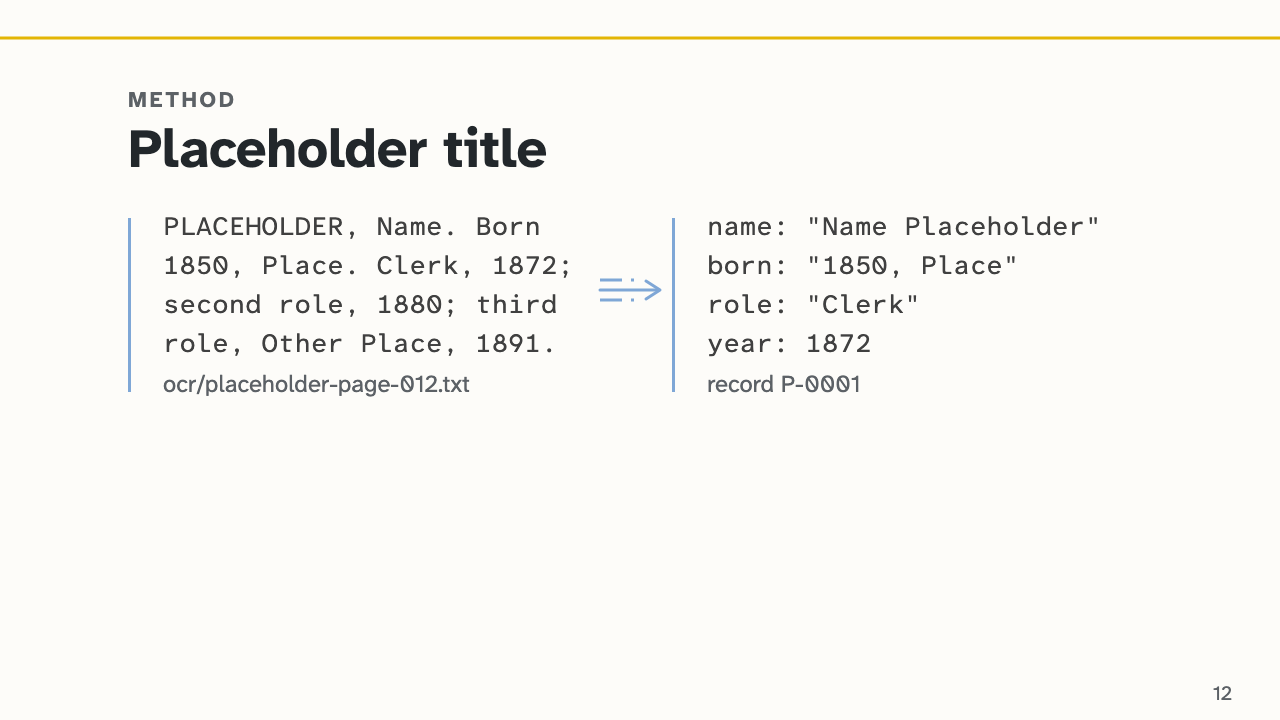 METHOD
Placeholder title
PLACEHOLDER, Name. Born
1850, Place. Clerk, 1872;
second role, 1880; third
role, Other Place, 1891.
ocr/placeholder-page-012.txt
name: "Name Placeholder"
born: "1850, Place"
role: "Clerk"
year: 1872
record P-0001
12